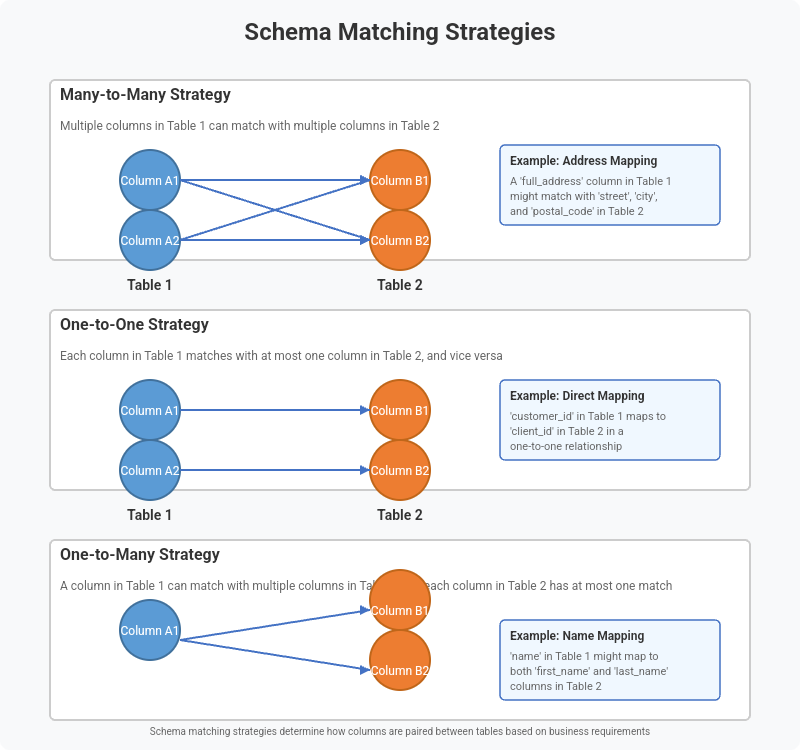 Schema Matching Strategies
Many-to-Many Strategy
Multiple columns in Table 1 can match with multiple columns in Table 2
Column A1
Column B1
Column A2
Column B2
Table 1
Table 2
Example: Address Mapping
A 'full_address' column in Table 1
might match with 'street', 'city',
and 'postal_code' in Table 2
One-to-One Strategy
Each column in Table 1 matches with at most one column in Table 2, and vice versa
Column A1
Column B1
Column A2
Column B2
Table 1
Table 2
Example: Direct Mapping
'customer_id' in Table 1 maps to
'client_id' in Table 2 in a
one-to-one relationship
One-to-Many Strategy
A column in Table 1 can match with multiple columns in each column in Table 2 has at most one match
Column A1
Column B1
Column B2
Example: Name Mapping
'name' in Table 1 might map to
both 'first_name' and 'last_name'
columns in Table 2
Schema matching strategies determine how columns are paired between tables based on business requirements